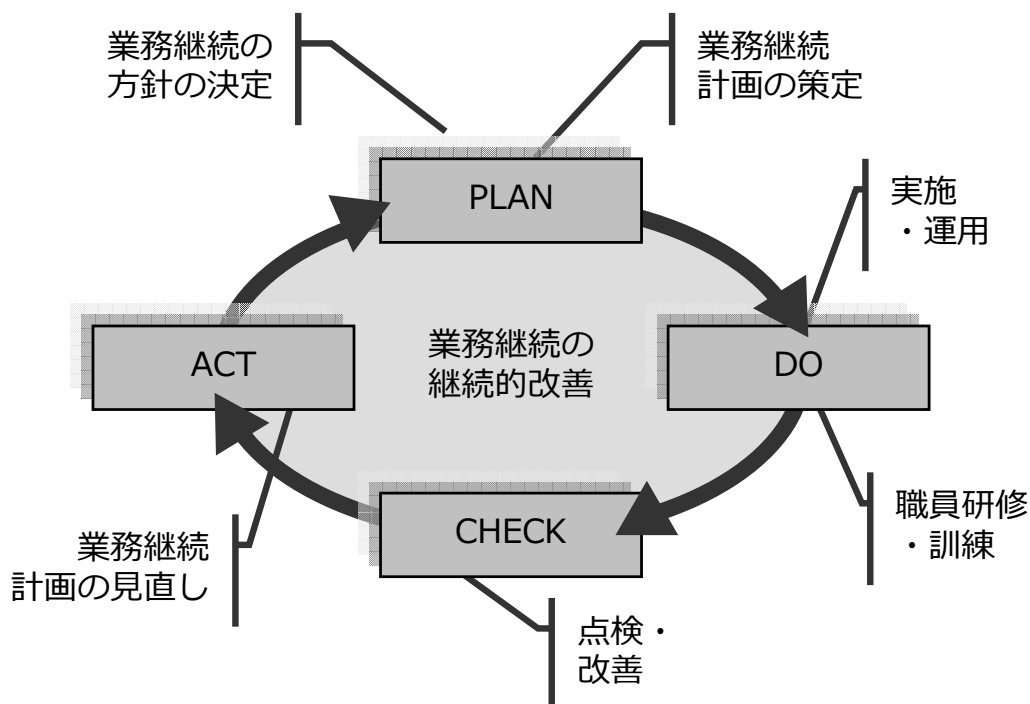 業務継続の
方針の決定
業務継続
計画の策定
PLAN
実施
・運用
ACT
業務継続の
継続的改善
DO
職員研修
・訓練
CHECK
業務継続
計画の見直し
点検・
改善